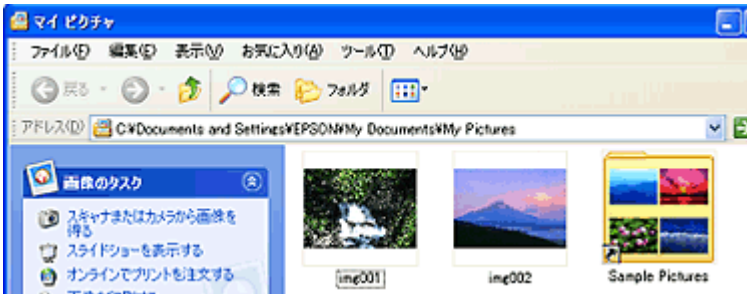 マイ ピクチャ
ファイル(F) 編集(E) 表示(V) お気に入り(A) ツール(T) ヘルプ(H)
戻る 検索 フォルダ
アドレス(D) C:¥Documents and Settings¥EPSON¥My Documents¥My Pictures
画像のタスク
スキャナまたはカメラから画像を
得る
スライドショーを表示する
オンラインでプリントを注文する
img001 img002 Sample Pictures